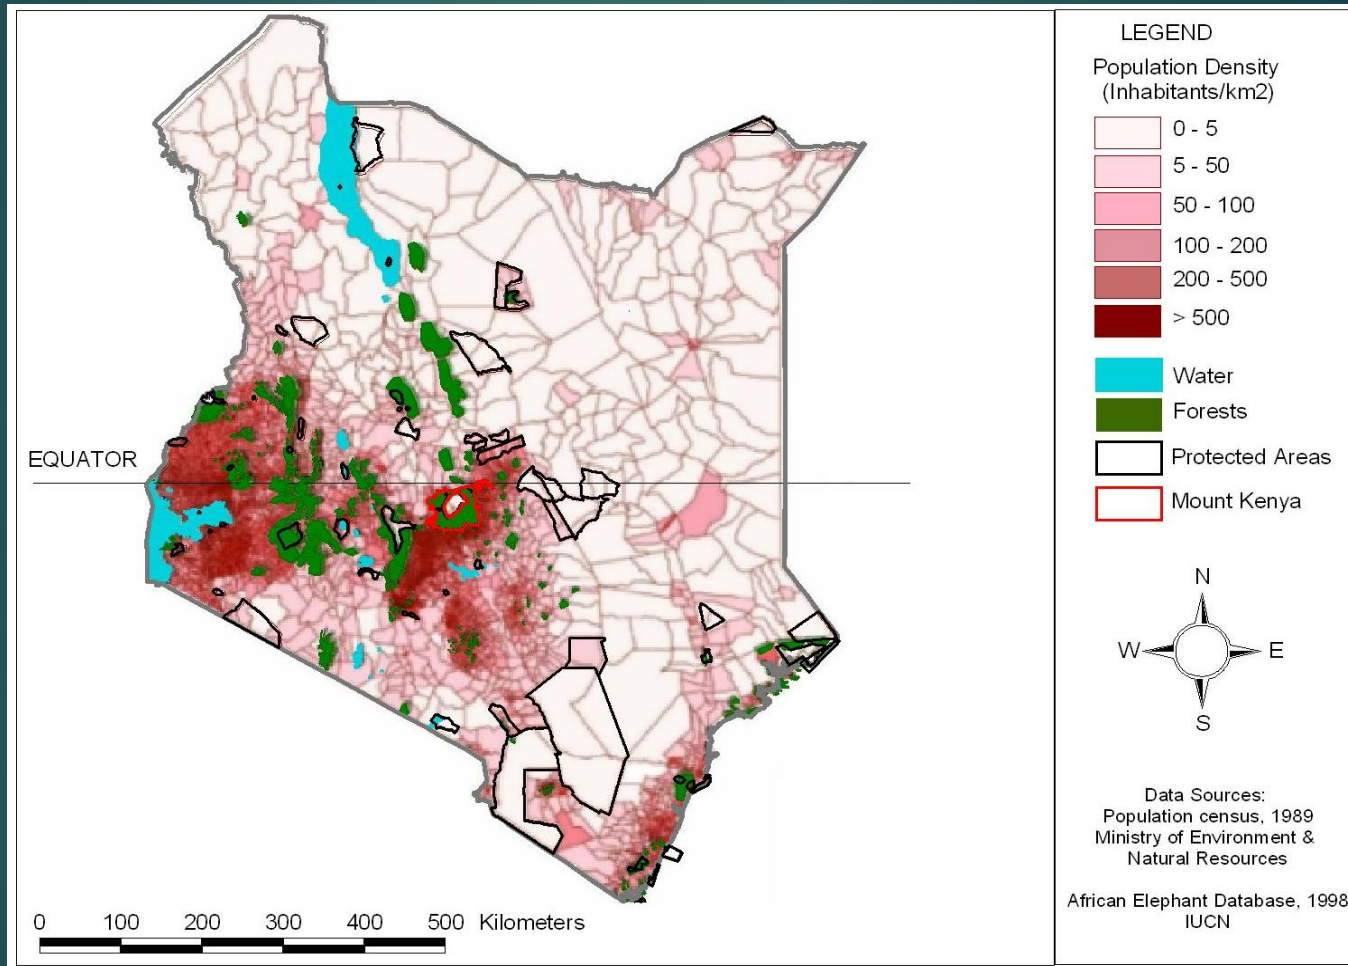 LEGEND
Population Density
(Inhabitants/km2)
0 - 5
5 - 50
50 - 100
100 - 200
200 - 500
> 500
Water
Forests
Protected Areas
Mount Kenya
EQUATOR
N
W E
S
Data Sources:
Population census, 1989
Ministry of Environment &
Natural Resources
African Elephant Database, 1998
IUCN
0 100 200 300 400 500 Kilometers